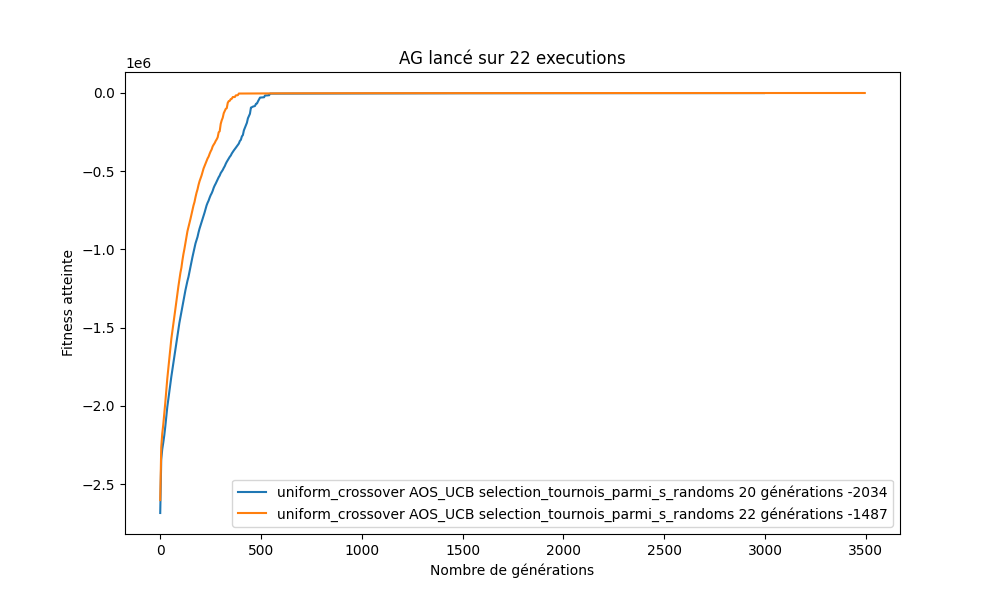 AG lancé sur 22 executions
1e6
0.0
−0.5
−1.0
−1.5
−2.0
−2.5
Fitness atteinte
uniform_crossover AOS_UCB selection_tournois_parmi_s_randoms 20 générations -2034
uniform_crossover AOS_UCB selection_tournois_parmi_s_randoms 22 générations -1487
0 500 1000 1500 2000 2500 3000 3500
Nombre de générations